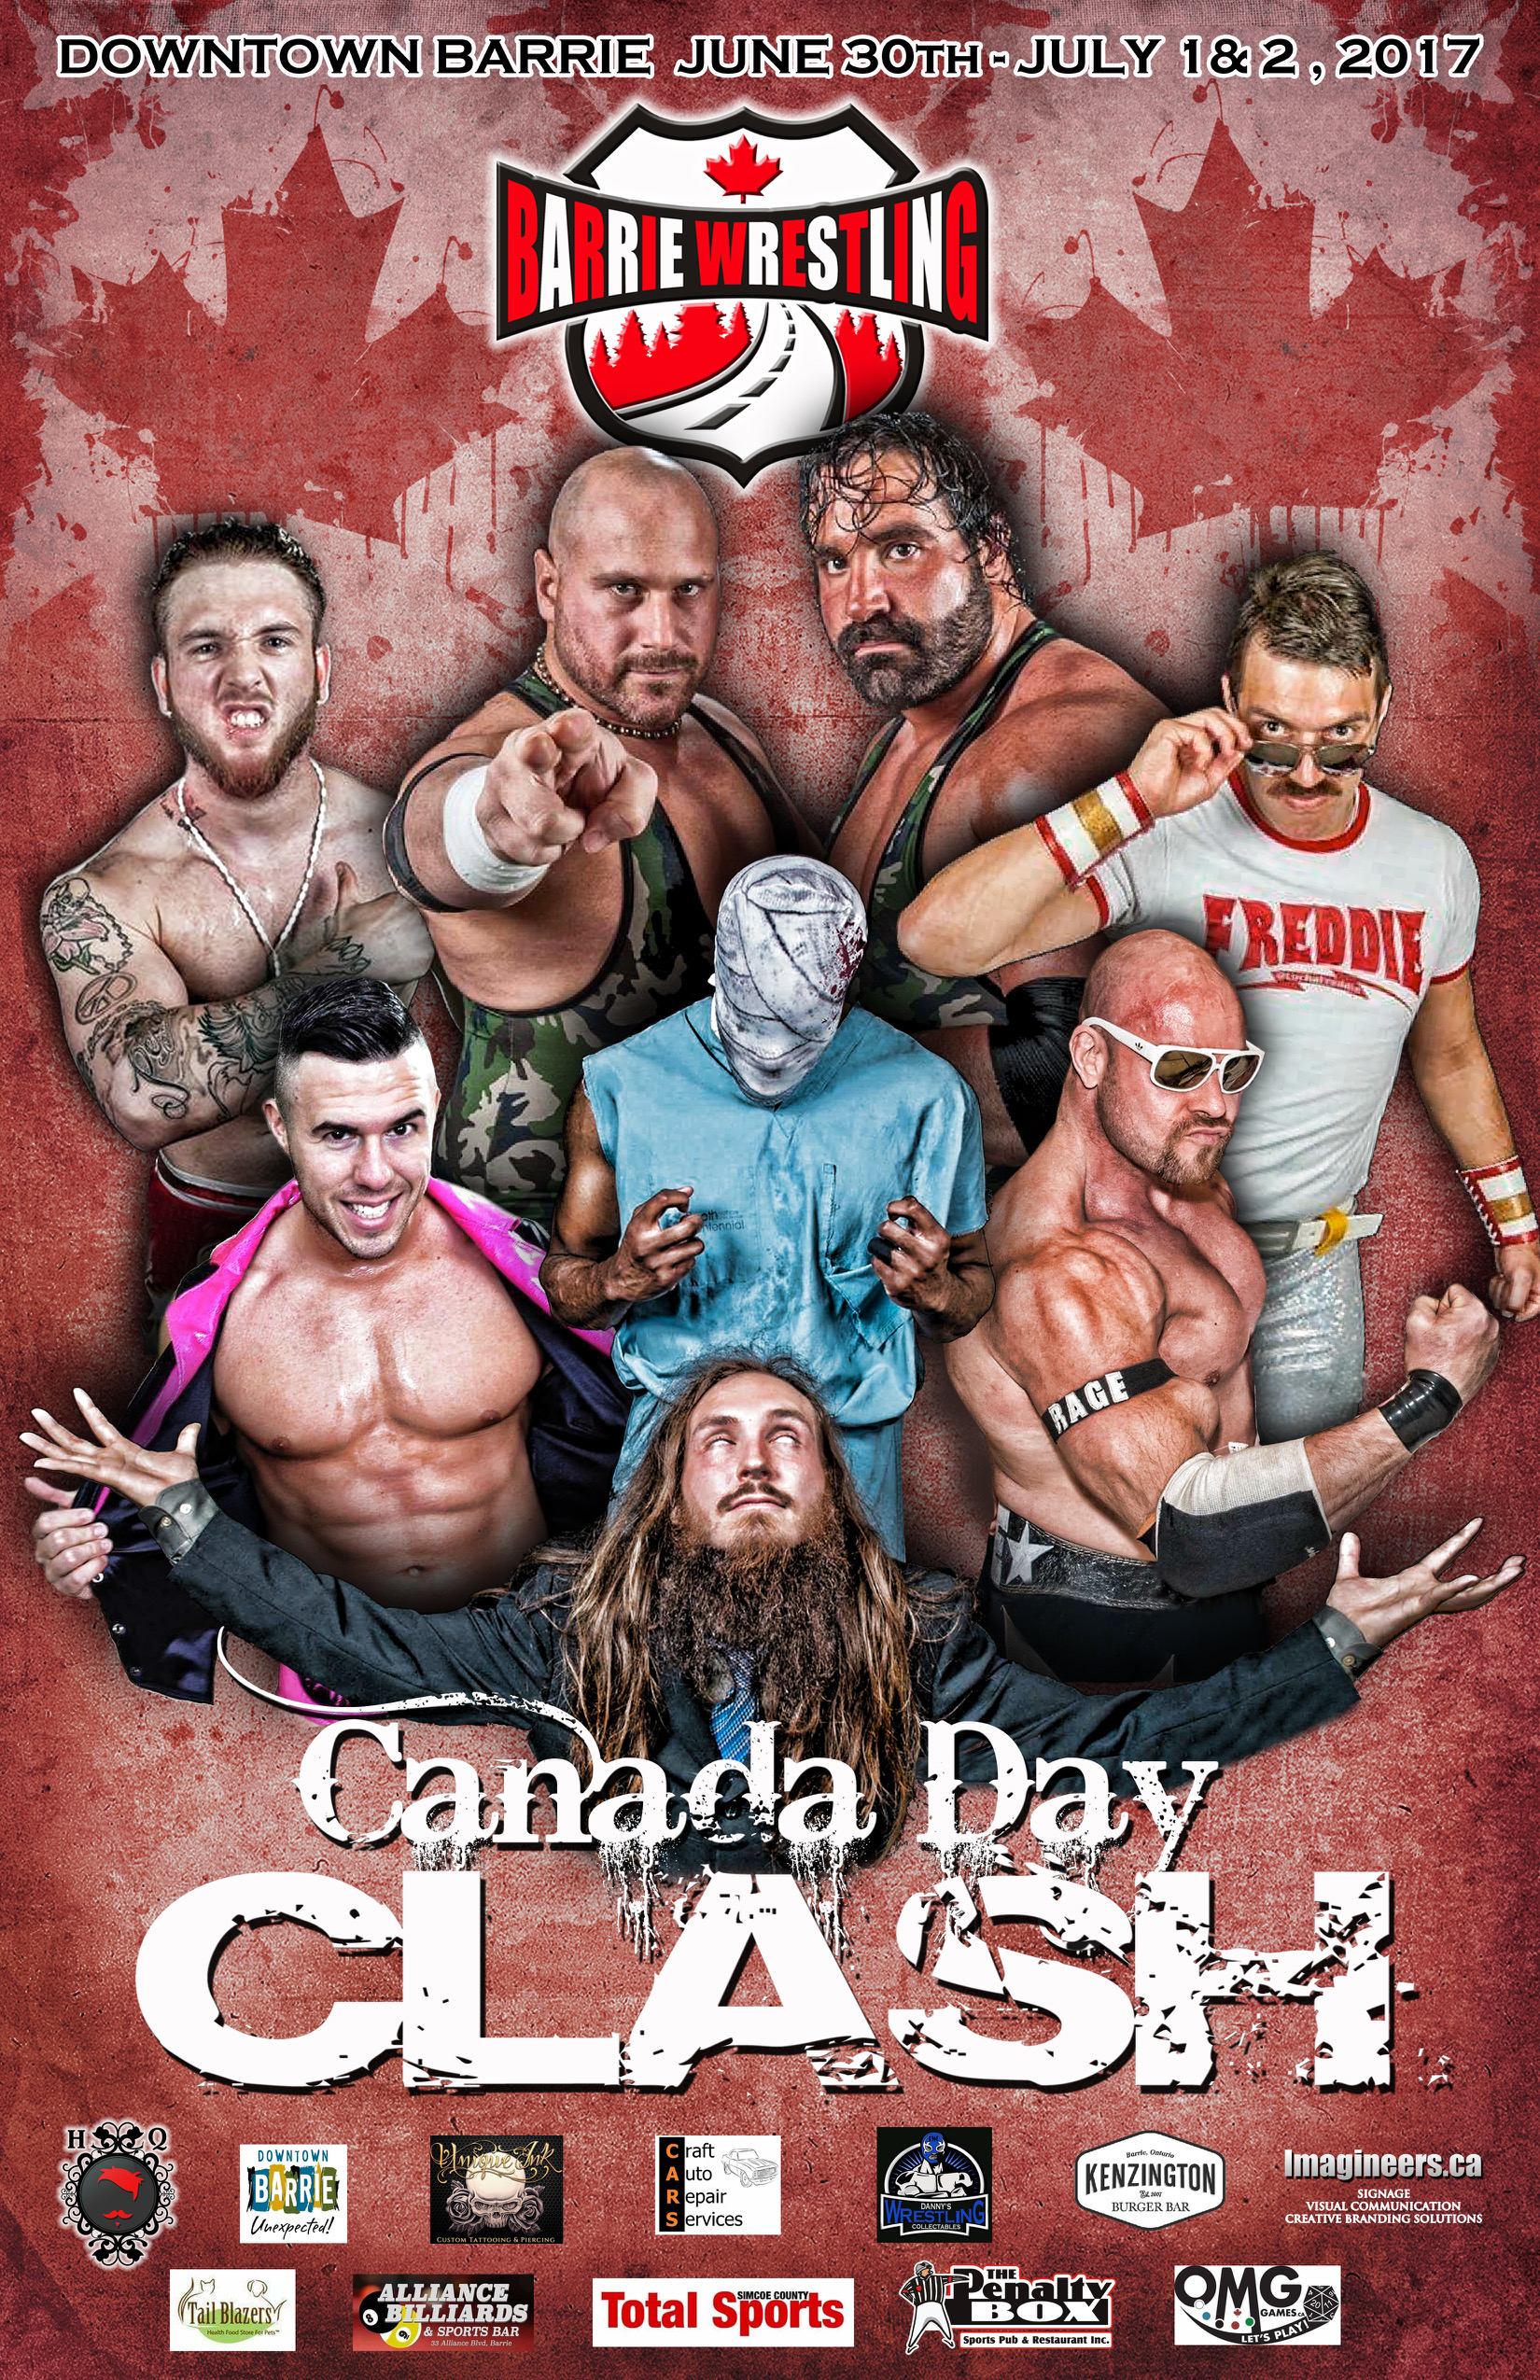 DOWNTOWN BARRIE JUNE 30TH - JULY 1 & 2 , 2017
BARRIE WRESTLING
FREDDIE
RAGE
Canada Day
CLASH
H Q
DOWNTOWN
BARRIE
Unexpected!
Unique Ink
CUSTOM TATTOOING & PIERCING
Craft
Auto
Repair
Services
DANNY'S
WRESTLING
COLLECTABLES
Barrie, Ontario
KENZINGTON
Est. 2007
BURGER BAR
Imagineers.ca
SIGNAGE
VISUAL COMMUNICATION
CREATIVE BRANDING SOLUTIONS
Tail Blazers
Health Food Store For Pets™
ALLIANCE
BILLIARDS
& SPORTS BAR
33 Alliance Blvd, Barrie
SIMCOE COUNTY
Total Sports
THE
Penalty
BOX
Sports Pub & Restaurant Inc.
OMG
GAMES.ca
LET'S PLAY!